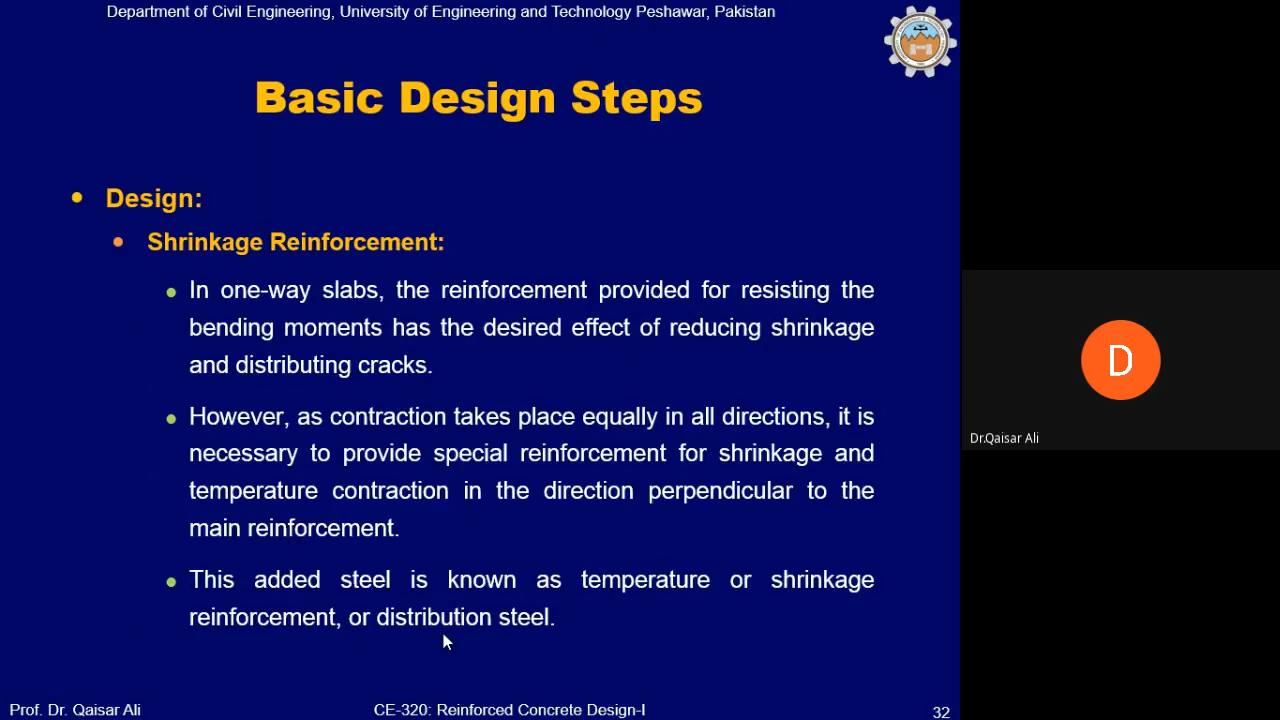 Department of Civil Engineering, University of Engineering and Technology Peshawar, Pakistan
Basic Design Steps
Design:
Shrinkage Reinforcement:
In one-way slabs, the reinforcement provided for resisting the
bending moments has the desired effect of reducing shrinkage
and distributing cracks.
However, as contraction takes place equally in all directions, it is
necessary to provide special reinforcement for shrinkage and
temperature contraction in the direction perpendicular to the
main reinforcement.
This added steel is known as temperature or shrinkage
reinforcement, or distribution steel.
Prof. Dr. Qaisar Ali
CE-320: Reinforced Concrete Design-I
32
D
Dr.Qaisar Ali